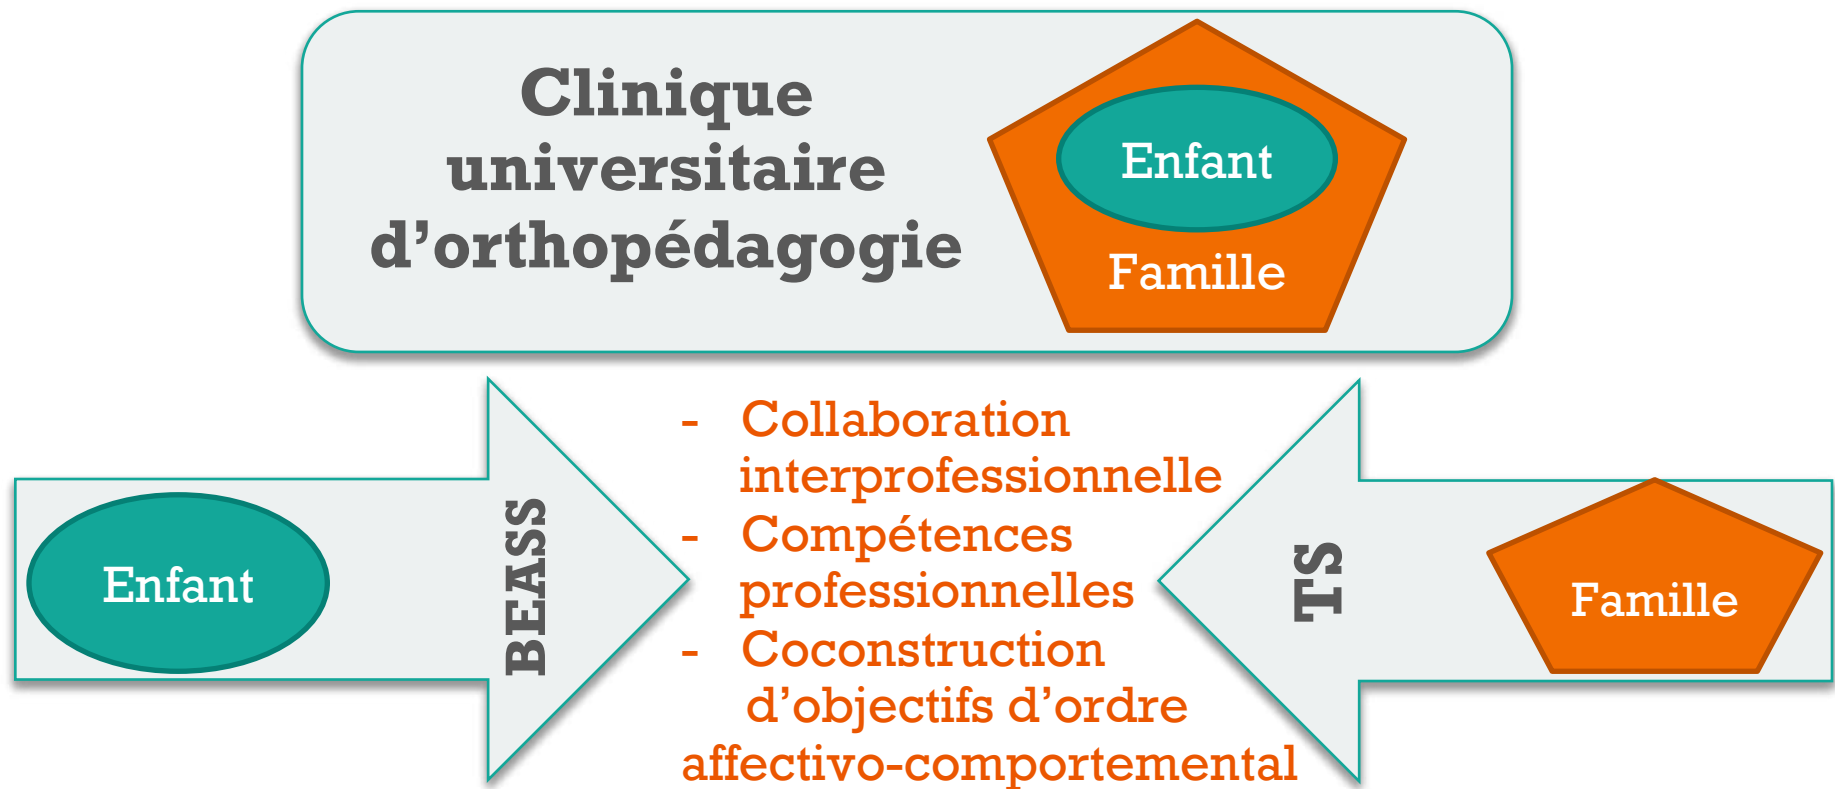 Clinique
universitaire
d’orthopédagogie
Enfant
Famille
Enfant
BEASS
- Collaboration
interprofessionnelle
- Compétences
professionnelles
- Coconstruction
d’objectifs d’ordre
affectivo-comportemental
TS
Famille